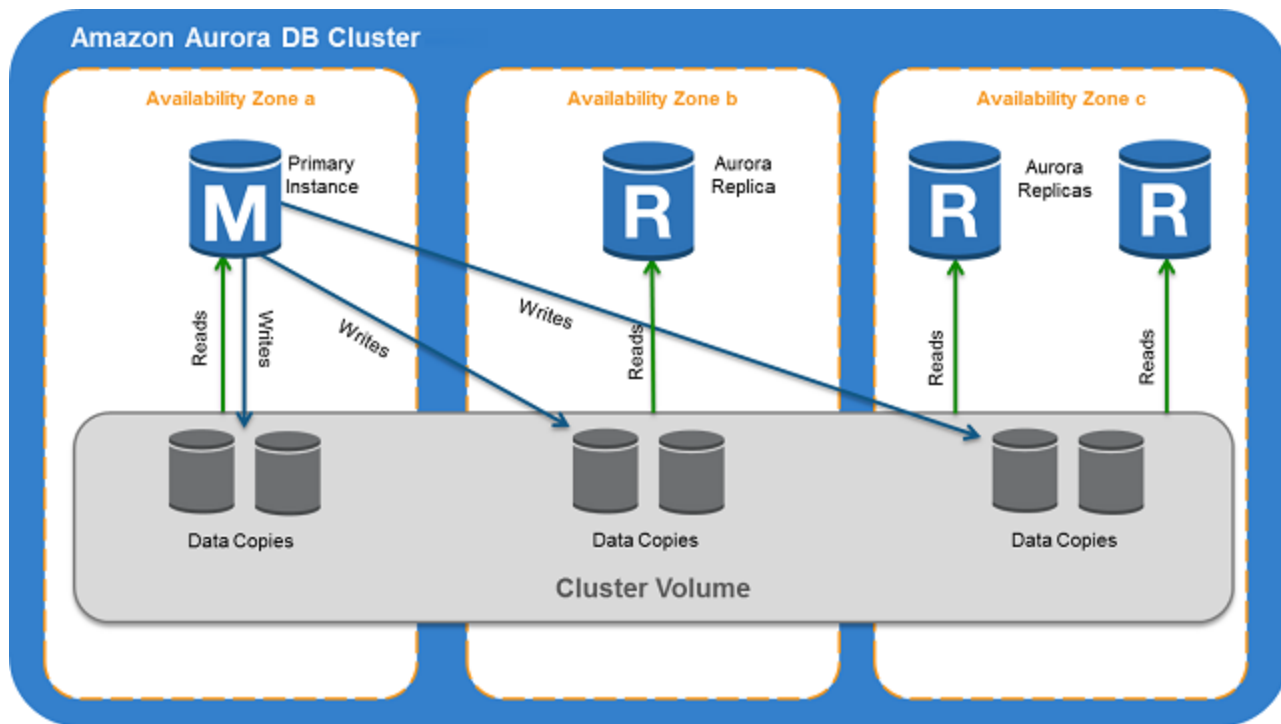 Amazon Aurora DB Cluster
Availability Zone a
Availability Zone b
Availability Zone c
M
Primary
Instance
R
Aurora
Replica
R
Aurora
Replicas
R
Reads
Writes
Writes
Writes
Reads
Reads
Reads
Data Copies
Data Copies
Data Copies
Cluster Volume